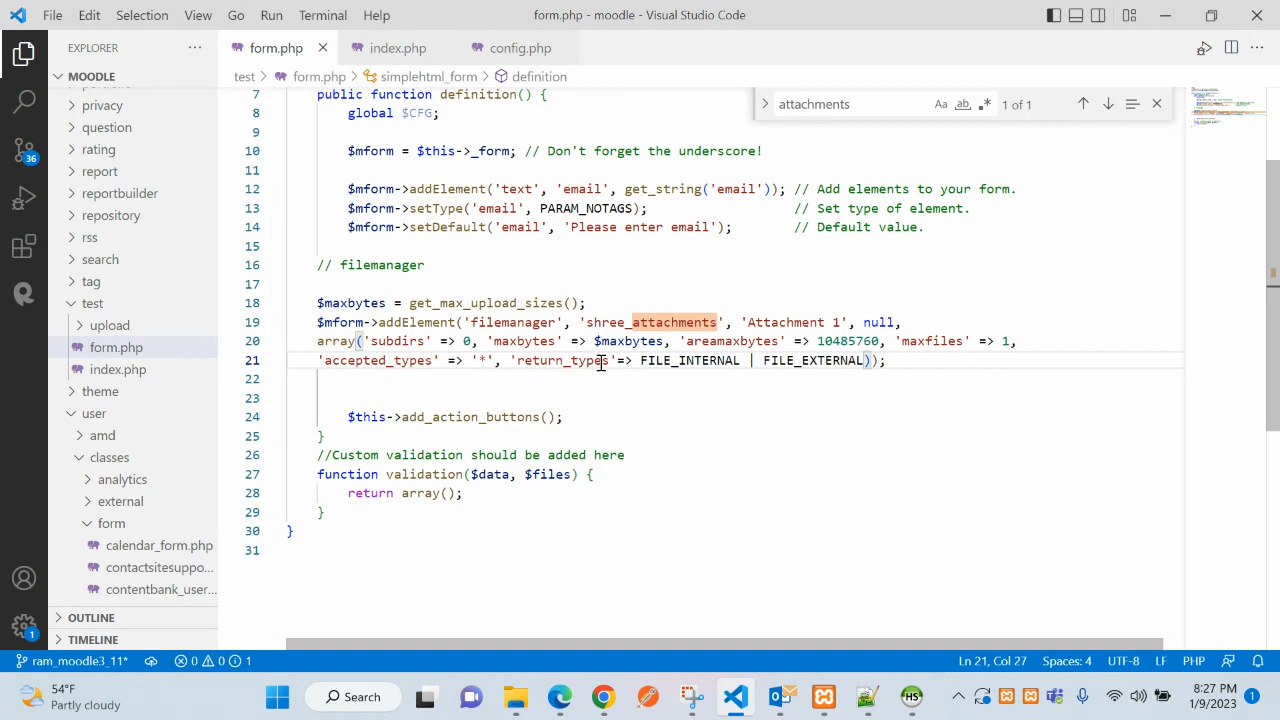 File Edit Selection View Go Run Terminal Help form.php - moodle - Visual Studio Code
EXPLORER ...
form.php
index.php
config.php
MOODLE
test > form.php > simplehtml_form > definition
privacy
question
rating
report
reportbuilder
repository
rss
search
tag
test
upload
form.php
index.php
theme
user
amd
classes
analytics
external
form
calendar_form.php
contactsitesuppo...
contentbank_user...
OUTLINE
TIMELINE
36
1
attachments ab 1 of 1
7 public function definition() {
8 global $CFG;
9
10 $mform = $this->_form; // Don't forget the underscore!
11
12 $mform->addElement('text', 'email', get_string('email')); // Add elements to your form.
13 $mform->setType('email', PARAM_NOTAGS); // Set type of element.
14 $mform->setDefault('email', 'Please enter email'); // Default value.
15
16 // filemanager
17
18 $maxbytes = get_max_upload_sizes();
19 $mform->addElement('filemanager', 'shree_attachments', 'Attachment 1', null,
20 array('subdirs' => 0, 'maxbytes' => $maxbytes, 'areamaxbytes' => 10485760, 'maxfiles' => 1,
21 'accepted_types' => '*', 'return_types'=> FILE_INTERNAL | FILE_EXTERNAL));
22
23
24 $this->add_action_buttons();
25 }
26 //Custom validation should be added here
27 function validation($data, $files) {
28 return array();
29 }
30 }
31
ram_moodle3_11* 0 0 1 Ln 21, Col 27 Spaces: 4 UTF-8 LF PHP
54°F
Partly cloudy
Search
HS
8:27 PM
1/9/2023
1